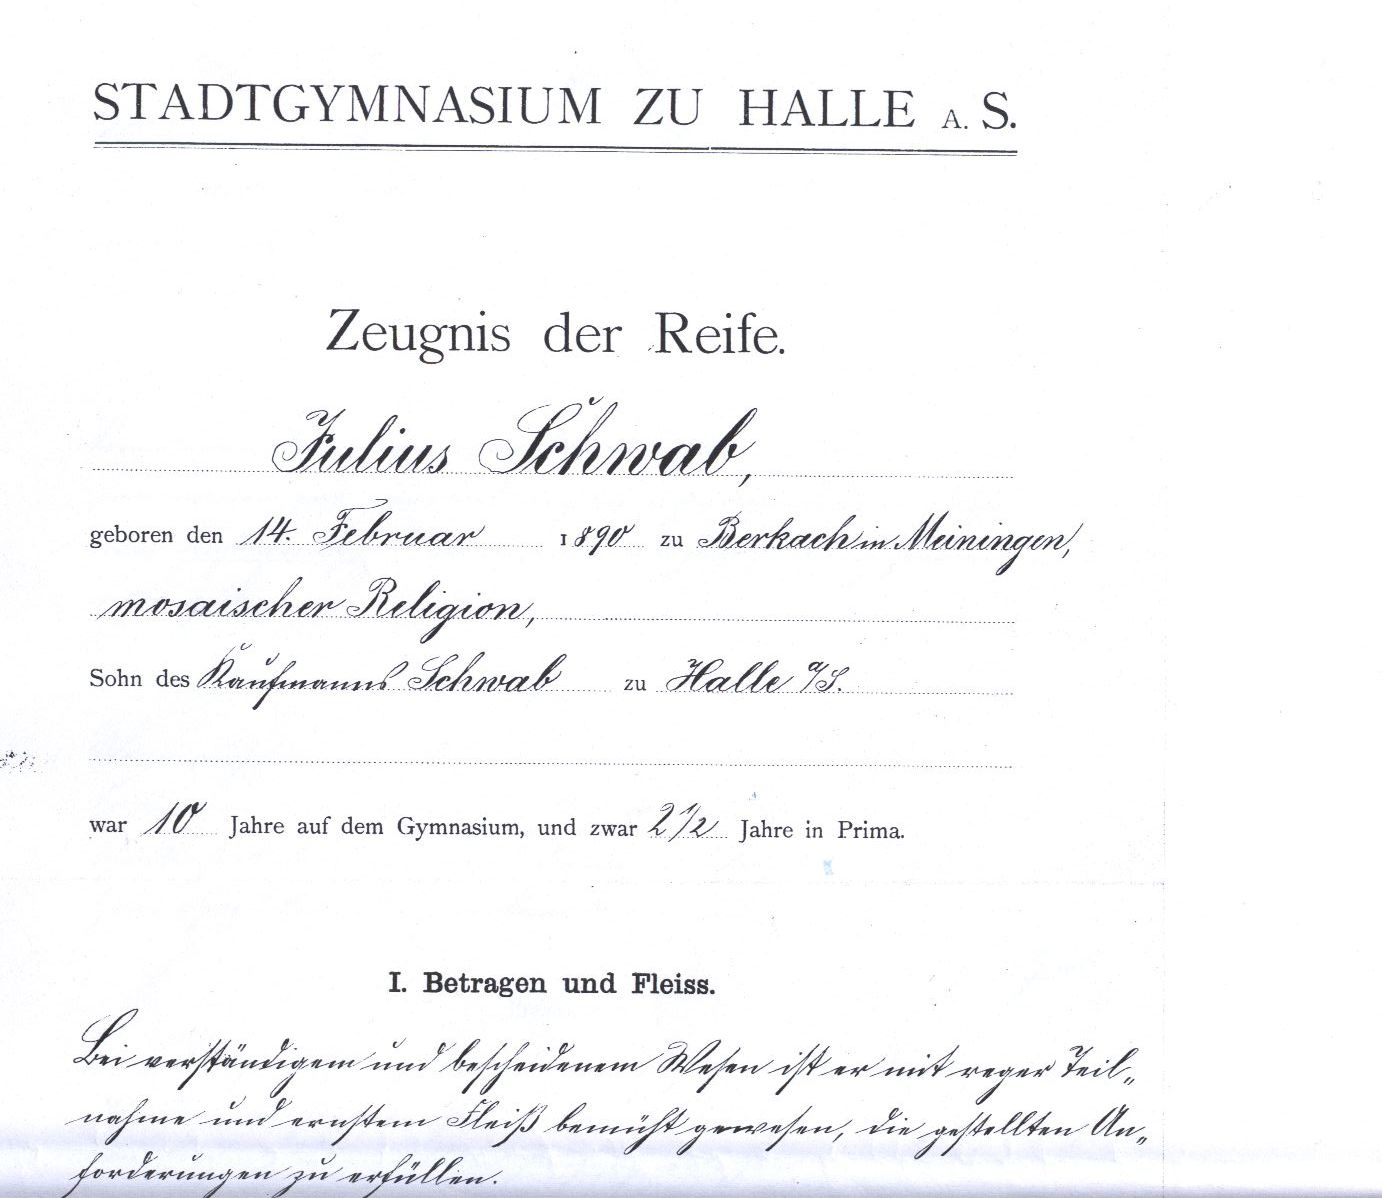 STADTGYMNASIUM ZU HALLE A. S.
Zeugnis der Reife.
Julius Schwab,
geboren den 14. Februar 1890 zu Berkach in Meiningen,
mosaischer Religion,
Sohn des Kaufmanns Schwab zu Halle a/S.
war 10 Jahre auf dem Gymnasium, und zwar 2 1/2 Jahre in Prima.
I. Betragen und Fleiss.
Bei verständigem und bescheidenem Wesen ist er mit reger Teil-
nahme und ernstem Fleiß bemüht gewesen, die gestellten An-
forderungen zu erfüllen.